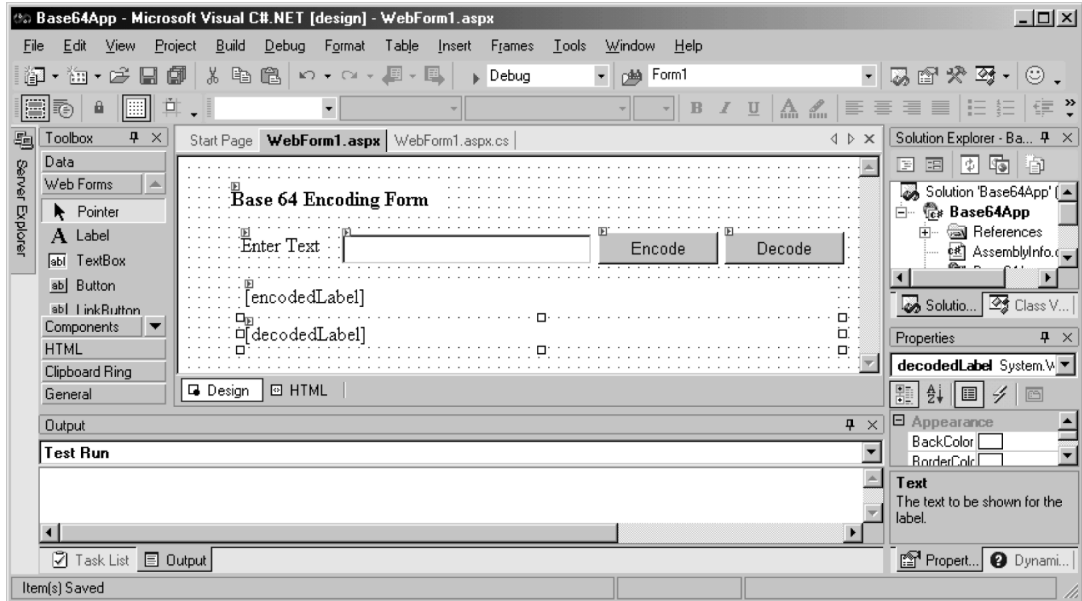 Base64App - Microsoft Visual C#.NET [design] - WebForm1.aspx
File Edit View Project Build Debug Format Table Insert Frames Tools Window Help
Debug Form1
B I U
Toolbox
Start Page WebForm1.aspx WebForm1.aspx.cs
Solution Explorer - Ba...
Server Explorer
Data
Web Forms
Pointer
A Label
abl TextBox
ab Button
ab LinkButton
Components
HTML
Clipboard Ring
General
Base 64 Encoding Form
Enter Text Encode Decode
[encodedLabel]
[decodedLabel]
Design HTML
Solution 'Base64App' (
Base64App
References
AssemblyInfo.c
Solutio... Class V...
Properties
decodedLabel System.W
Appearance
BackColor
BorderColc
Text
The text to be shown for the
label.
Propert... Dynami...
Output
Test Run
Task List Output
Item(s) Saved